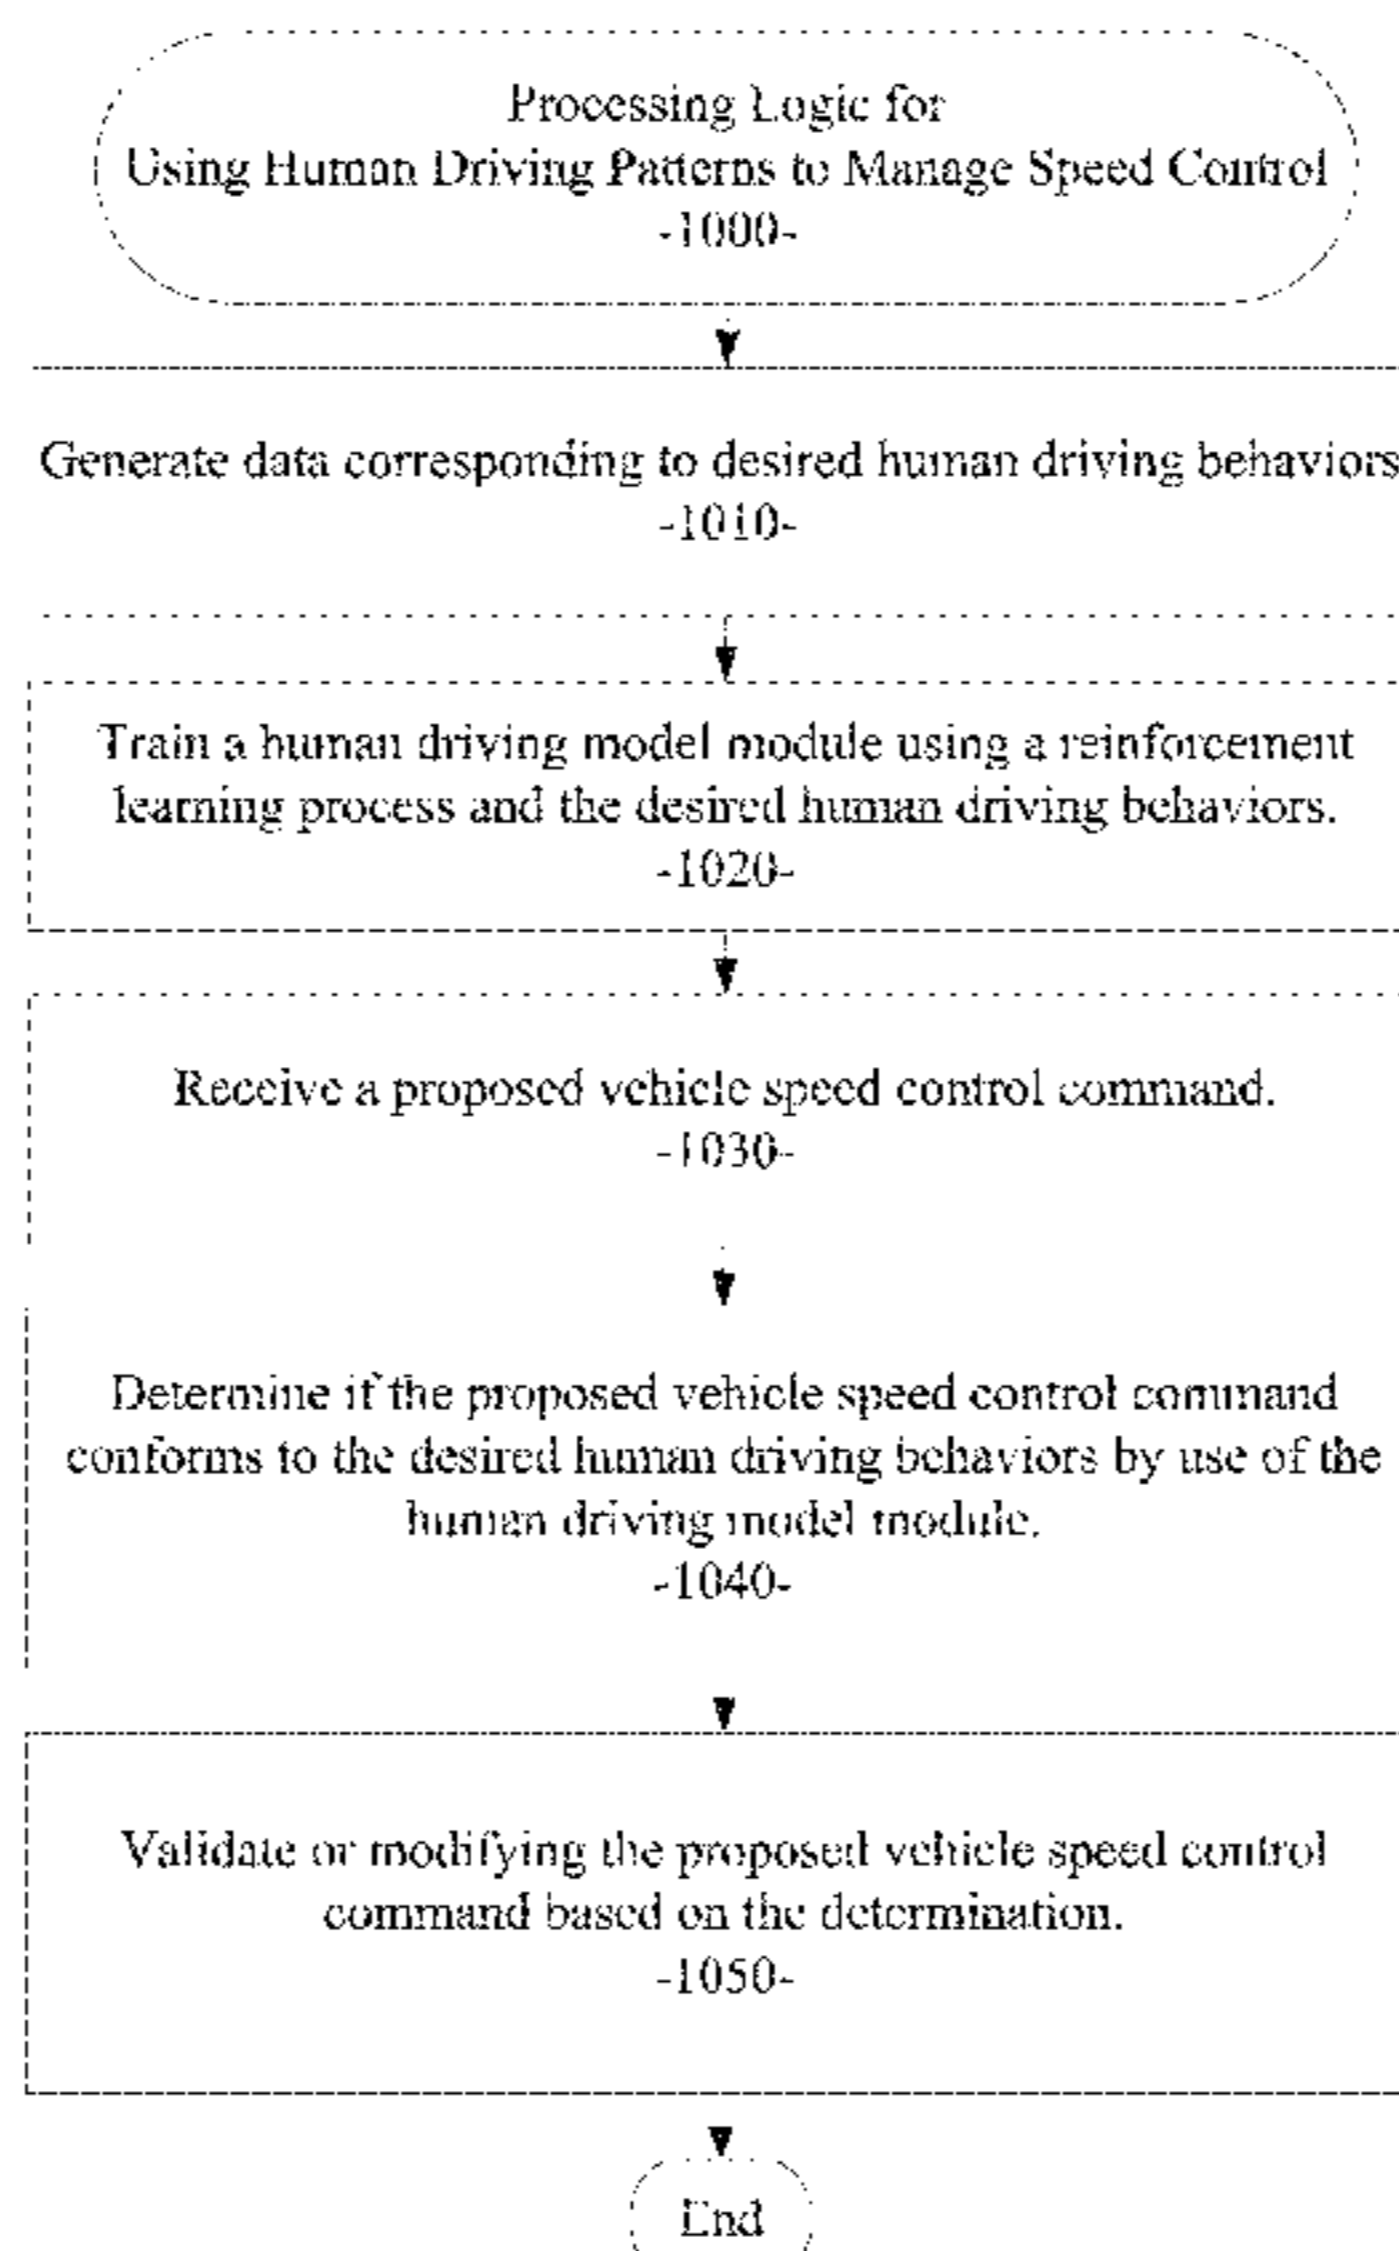 Processing Logic for
Using Human Driving Patterns to Manage Speed Control
-1000-
Generate data corresponding to desired human driving behaviors
-1010-
Train a human driving model module using a reinforcement
learning process and the desired human driving behaviors.
-1020-
Receive a proposed vehicle speed control command.
-1030-
Determine if the proposed vehicle speed control command
conforms to the desired human driving behaviors by use of the
human driving model module.
-1040-
Validate or modifying the proposed vehicle speed control
command based on the determination.
-1050-
End